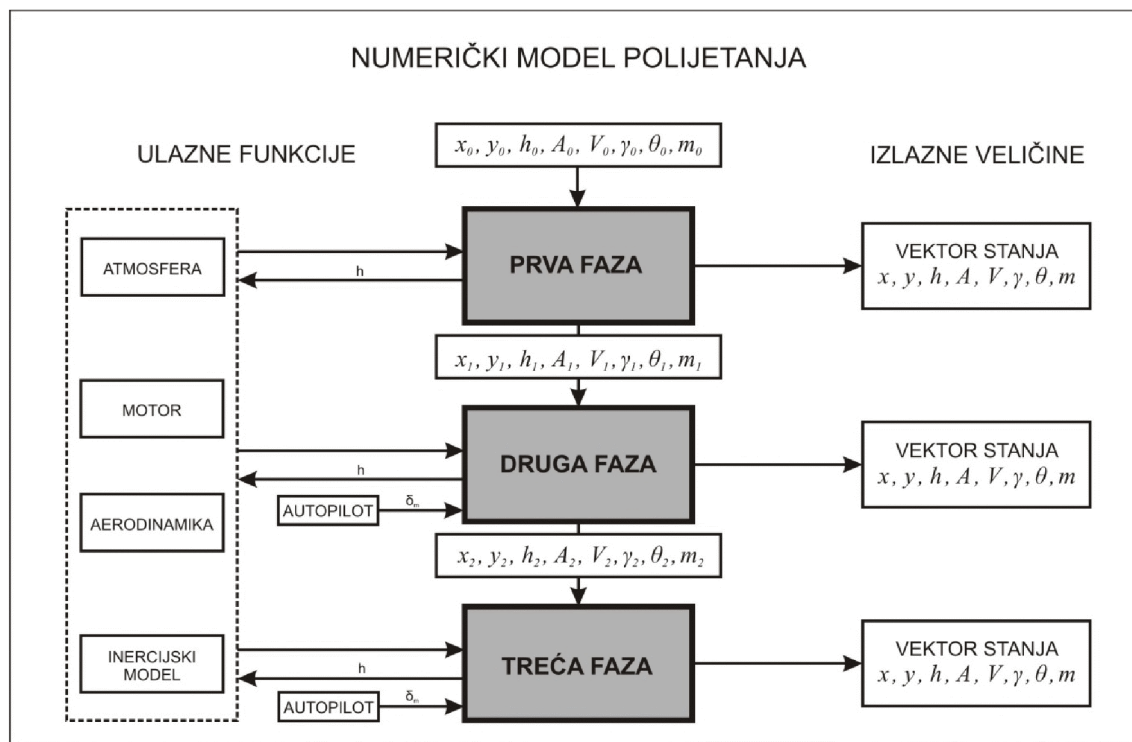 NUMERIČKI MODEL POLIJETANJA
ULAZNE FUNKCIJE
x₀, y₀, h₀, A₀, V₀, γ₀, θ₀, m₀
IZLAZNE VELIČINE
ATMOSFERA
h
PRVA FAZA
VEKTOR STANJA
x, y, h, A, V, γ, θ, m
x₁, y₁, h₁, A₁, V₁, γ₁, θ₁, m₁
MOTOR
h
DRUGA FAZA
VEKTOR STANJA
x, y, h, A, V, γ, θ, m
AERODINAMIKA
AUTOPILOT
δₘ
x₂, y₂, h₂, A₂, V₂, γ₂, θ₂, m₂
INERCIJSKI
MODEL
h
TREĆA FAZA
VEKTOR STANJA
x, y, h, A, V, γ, θ, m
AUTOPILOT
δₘ